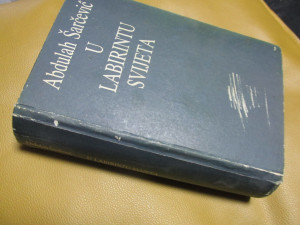 Abdulah Šarčević
U
LABIRINTU
SVIJETA